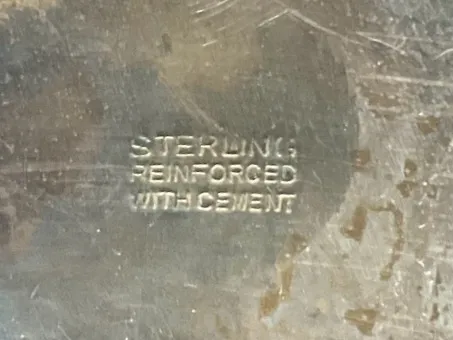 STERLING
REINFORCED
WITH CEMENT